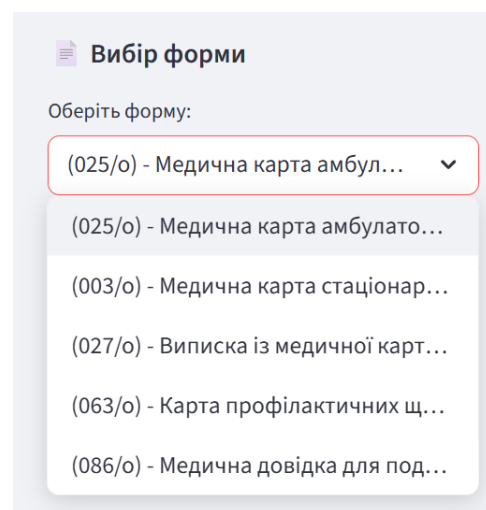 Вибір форми
Оберіть форму:
(025/о) - Медична карта амбул...
(025/о) - Медична карта амбулато...
(003/о) - Медична карта стаціонар...
(027/о) - Виписка із медичної карт...
(063/о) - Карта профілактичних щ...
(086/о) - Медична довідка для под...